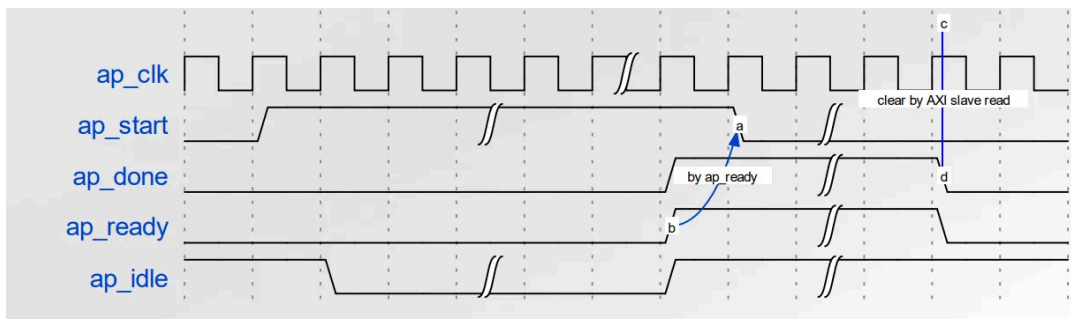 c
ap_clk
clear by AXI slave read
ap_start
a
ap_done
by ap_ready
d
ap_ready
b
ap_idle